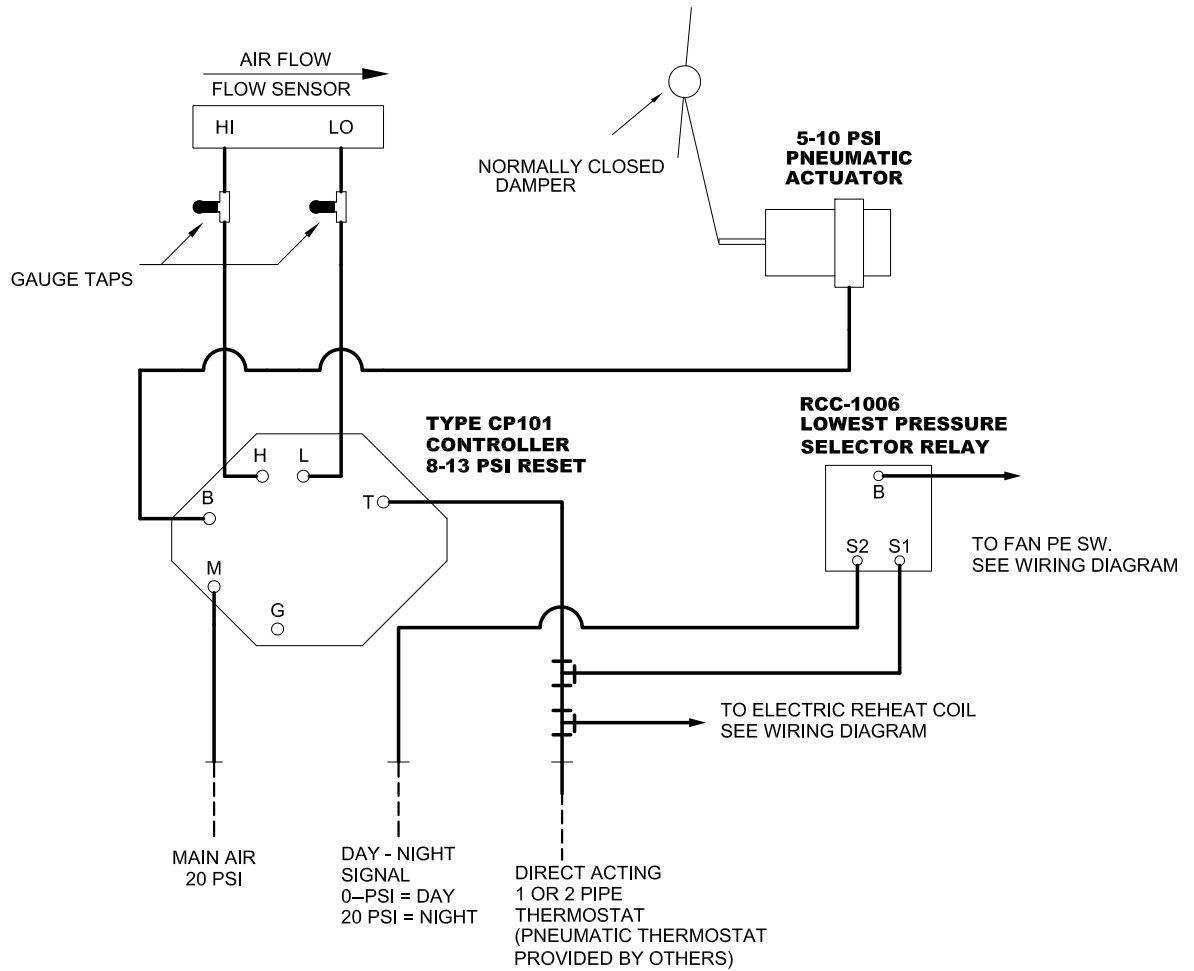 AIR FLOW
FLOW SENSOR
HI
LO
GAUGE TAPS
NORMALLY CLOSED
DAMPER
5-10 PSI
PNEUMATIC
ACTUATOR
TYPE CP101
CONTROLLER
8-13 PSI RESET
H
L
B
T
M
G
RCC-1006
LOWEST PRESSURE
SELECTOR RELAY
B
S2
S1
TO FAN PE SW.
SEE WIRING DIAGRAM
TO ELECTRIC REHEAT COIL
SEE WIRING DIAGRAM
MAIN AIR
20 PSI
DAY - NIGHT
SIGNAL
0–PSI = DAY
20 PSI = NIGHT
DIRECT ACTING
1 OR 2 PIPE
THERMOSTAT
(PNEUMATIC THERMOSTAT
PROVIDED BY OTHERS)